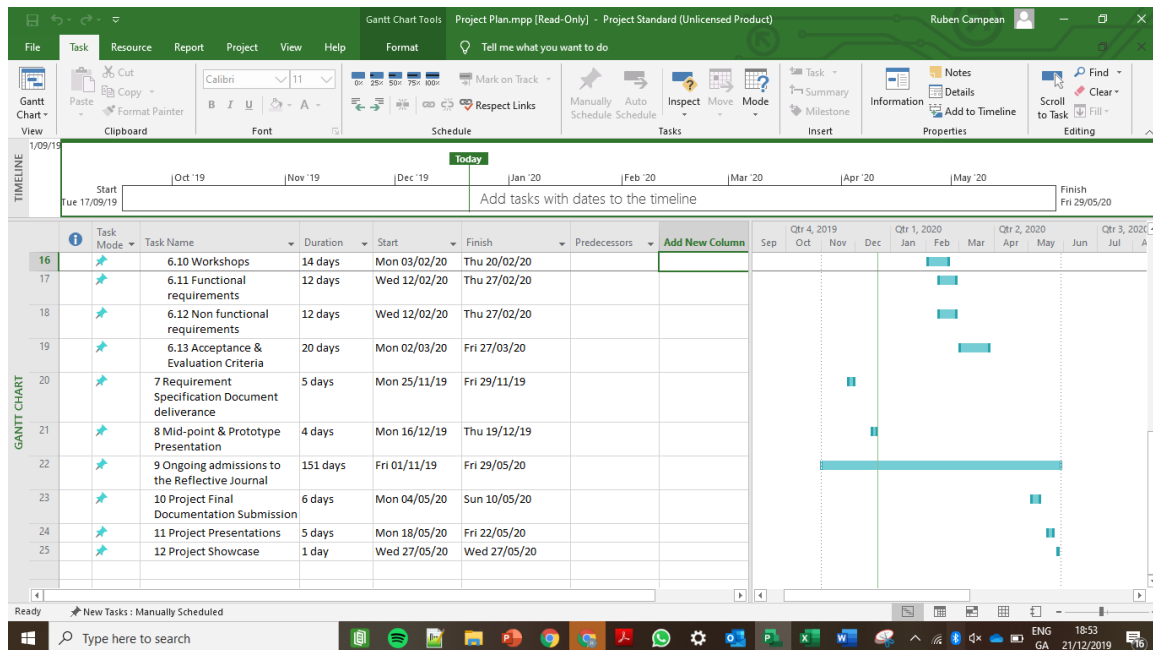 Gantt Chart Tools
Project Plan.mpp [Read-Only] - Project Standard (Unlicensed Product)
Ruben Campean
File Task Resource Report Project View Help Format Tell me what you want to do
Gantt Chart
View
Paste
Cut
Copy
Format Painter
Clipboard
Calibri 11
B I U A
Font
0% 25% 50% 75% 100%
Mark on Track
Respect Links
Schedule
Manually Schedule
Auto Schedule
Inspect
Move
Mode
Tasks
Task
Summary
Milestone
Insert
Information
Notes
Details
Add to Timeline
Properties
Scroll to Task
Find
Clear
Fill
Editing
TIMELINE
1/09/19
Today
Oct '19 Nov '19 Dec '19 Jan '20 Feb '20 Mar '20 Apr '20 May '20
Start
Tue 17/09/19
Add tasks with dates to the timeline
Finish
Fri 29/05/20
GANTT CHART
Task Mode Task Name Duration Start Finish Predecessors Add New Column
Qtr 4, 2019 Qtr 1, 2020 Qtr 2, 2020 Qtr 3, 2020
Sep Oct Nov Dec Jan Feb Mar Apr May Jun Jul A
16 6.10 Workshops 14 days Mon 03/02/20 Thu 20/02/20
17 6.11 Functional 12 days Wed 12/02/20 Thu 27/02/20
requirements
18 6.12 Non functional 12 days Wed 12/02/20 Thu 27/02/20
requirements
19 6.13 Acceptance & 20 days Mon 02/03/20 Fri 27/03/20
Evaluation Criteria
20 7 Requirement 5 days Mon 25/11/19 Fri 29/11/19
Specification Document
deliverance
21 8 Mid-point & Prototype 4 days Mon 16/12/19 Thu 19/12/19
Presentation
22 9 Ongoing admissions to 151 days Fri 01/11/19 Fri 29/05/20
the Reflective Journal
23 10 Project Final 6 days Mon 04/05/20 Sun 10/05/20
Documentation Submission
24 11 Project Presentations 5 days Mon 18/05/20 Fri 22/05/20
25 12 Project Showcase 1 day Wed 27/05/20 Wed 27/05/20
Ready New Tasks : Manually Scheduled
Type here to search
ENG
GA
18:53
21/12/2019
16